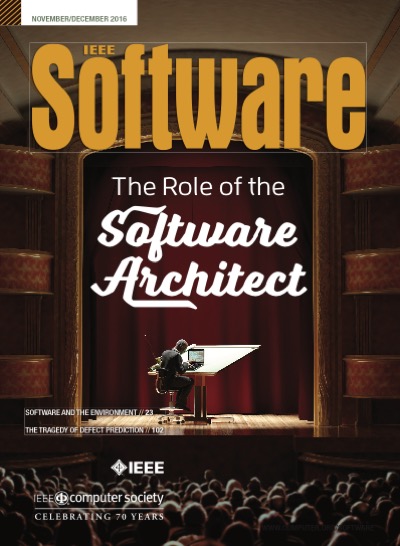 NOVEMBER/DECEMBER 2016
IEEE
Software
The Role of the
Software
Architect
SOFTWARE AND THE ENVIRONMENT // 23
THE TRAGEDY OF DEFECT PREDICTION // 102
IEEE
IEEE computer society
CELEBRATING 70 YEARS